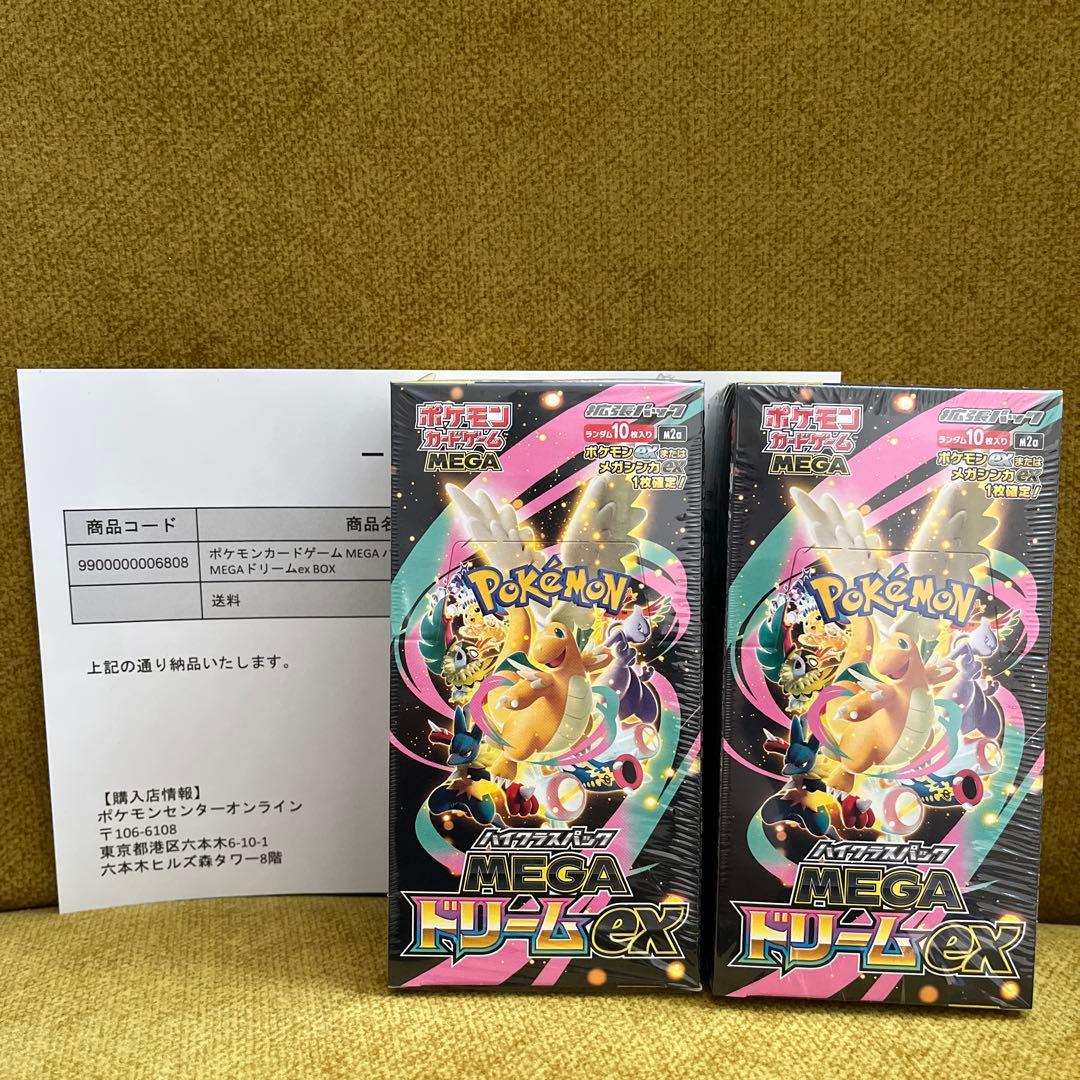 ー
商品コード
商品名
9900000006808
ポケモンカードゲーム MEGA ハ
MEGAドリームex BOX
送料
上記の通り納品いたします。
【購入店情報】
ポケモンセンターオンライン
〒106-6108
東京都港区六本木6-10-1
六本木ヒルズ森タワー8階
ポケモン
カードゲーム
MEGA
拡張パック
ランダム10枚入り
M2a
ポケモンexまたは
メガシンカex
1枚確定!
POKéMON
ハイクラスパック
MEGA
ドリームex
ポケモン
カードゲーム
MEGA
拡張パック
ランダム10枚入り
M2a
ポケモンexまたは
メガシンカex
1枚確定!
POKéMON
ハイクラスパック
MEGA
ドリームex